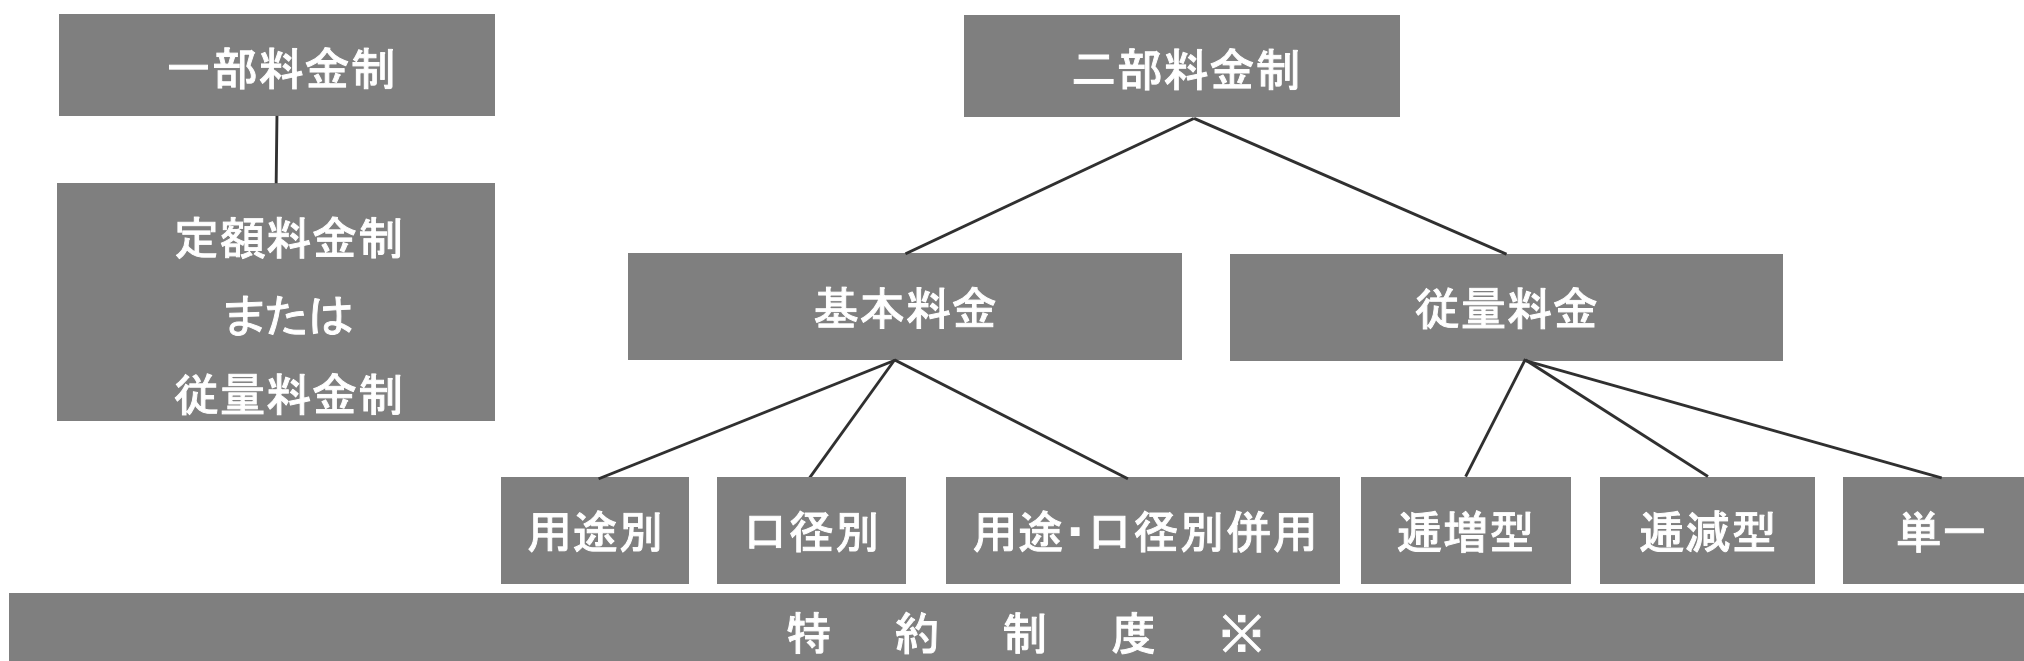 一部料金制
定額料金制
または
従量料金制
二部料金制
基本料金
従量料金
用途別
口径別
用途・口径別併用
逓増型
逓減型
単一
特約制度※